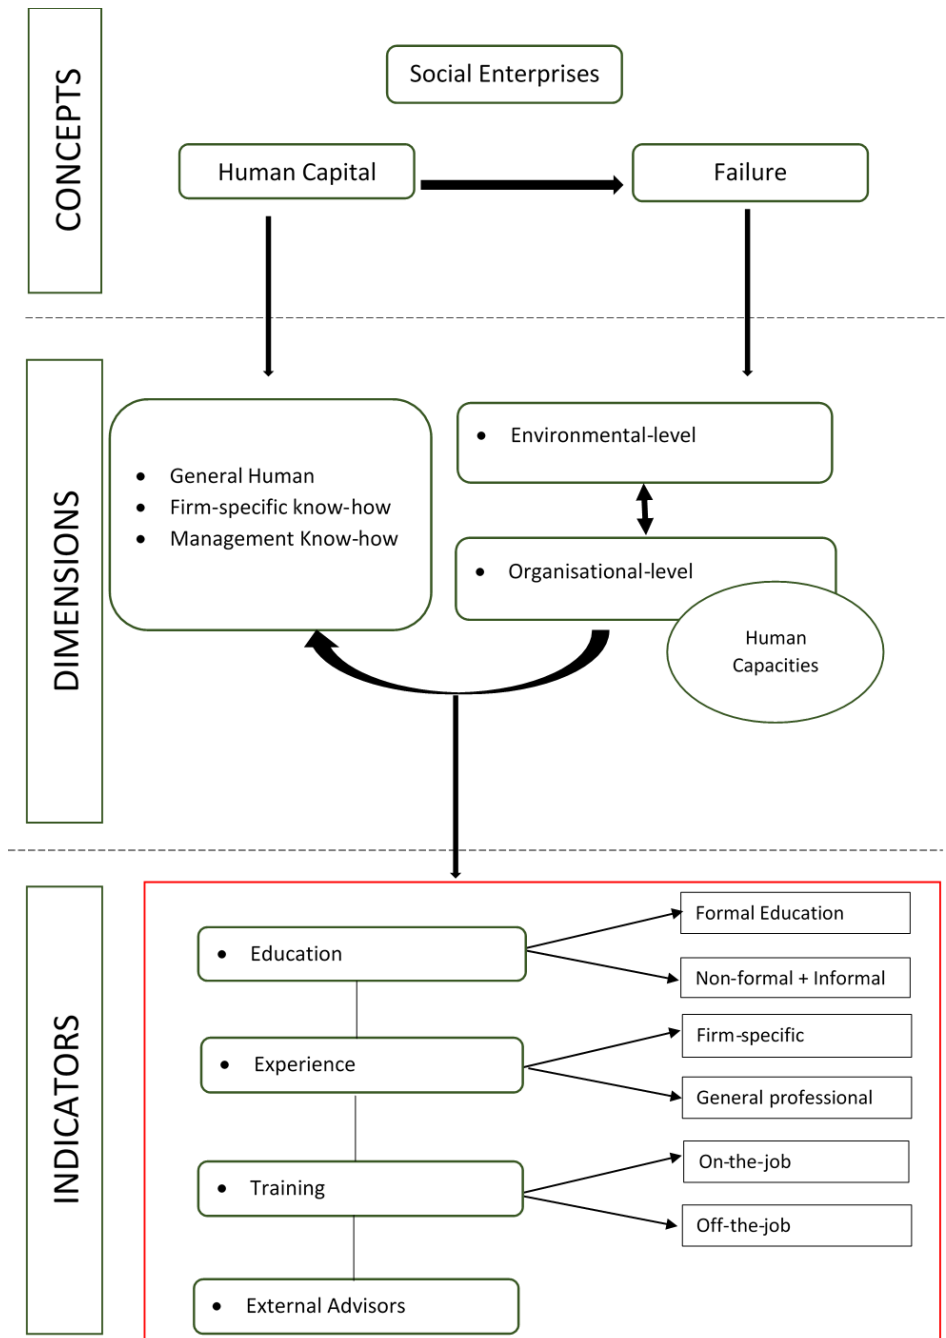 CONCEPTS
Social Enterprises
Human Capital
Failure
DIMENSIONS
• General Human
• Firm-specific know-how
• Management Know-how
• Environmental-level
• Organisational-level
Human
Capacities
INDICATORS
• Education
Formal Education
Non-formal + Informal
• Experience
Firm-specific
General professional
• Training
On-the-job
Off-the-job
• External Advisors